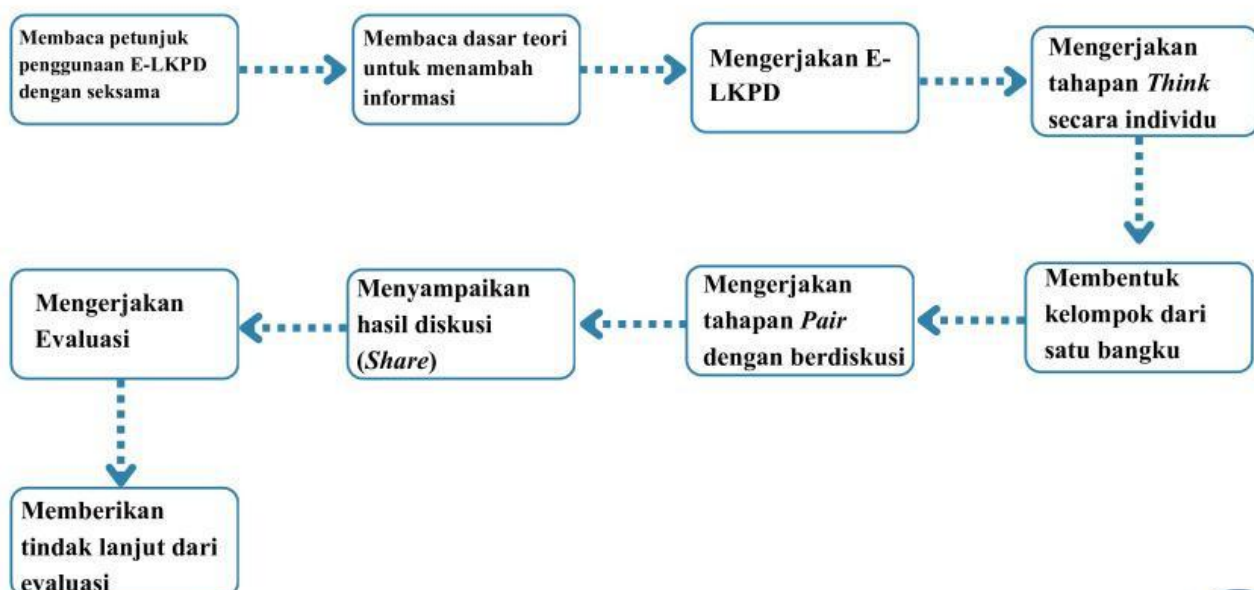 Membaca petunjuk
penggunaan E-LKPD
dengan seksama
Membaca dasar teori
untuk menambah
informasi
Mengerjakan E-
LKPD
Mengerjakan
tahapan Think
secara individu
Membentuk
kelompok dari
satu bangku
Mengerjakan
tahapan Pair
dengan berdiskusi
Menyampaikan
hasil diskusi
(Share)
Mengerjakan
Evaluasi
Memberikan
tindak lanjut dari
evaluasi